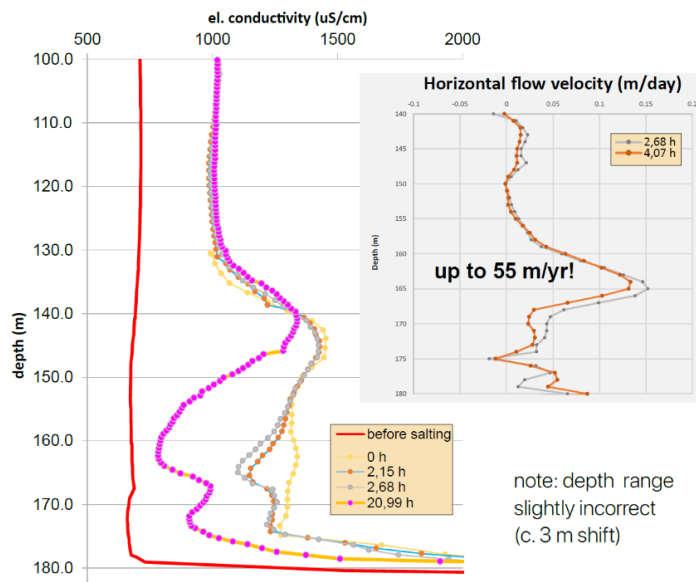 el. conductivity (uS/cm)
500 1000 1500 2000
100.0
110.0
120.0
130.0
140.0
150.0
160.0
170.0
180.0
depth (m)
before salting
0 h
2,15 h
2,68 h
20,99 h
Horizontal flow velocity (m/day)
-0.1 -0.05 0 0.05 0.1 0.15 0.2
140
145
150
155
160
165
170
175
180
Depth (m)
2,68 h
4,07 h
up to 55 m/yr!
note: depth range
slightly incorrect
(c. 3 m shift)